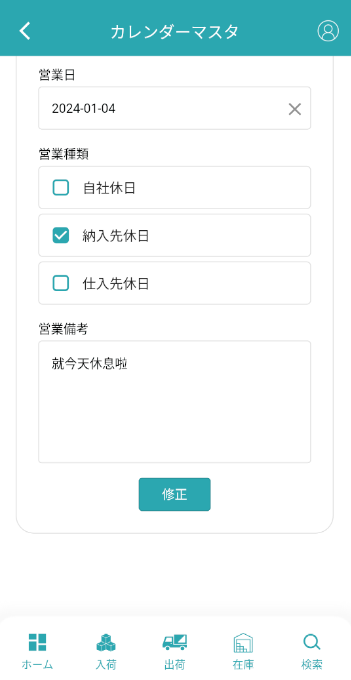 カレンダーマスタ
営業日
2024-01-04
営業種類
自社休日
納入先休日
仕入先休日
営業備考
就今天休息啦
修正
ホーム
入荷
出荷
在庫
検索